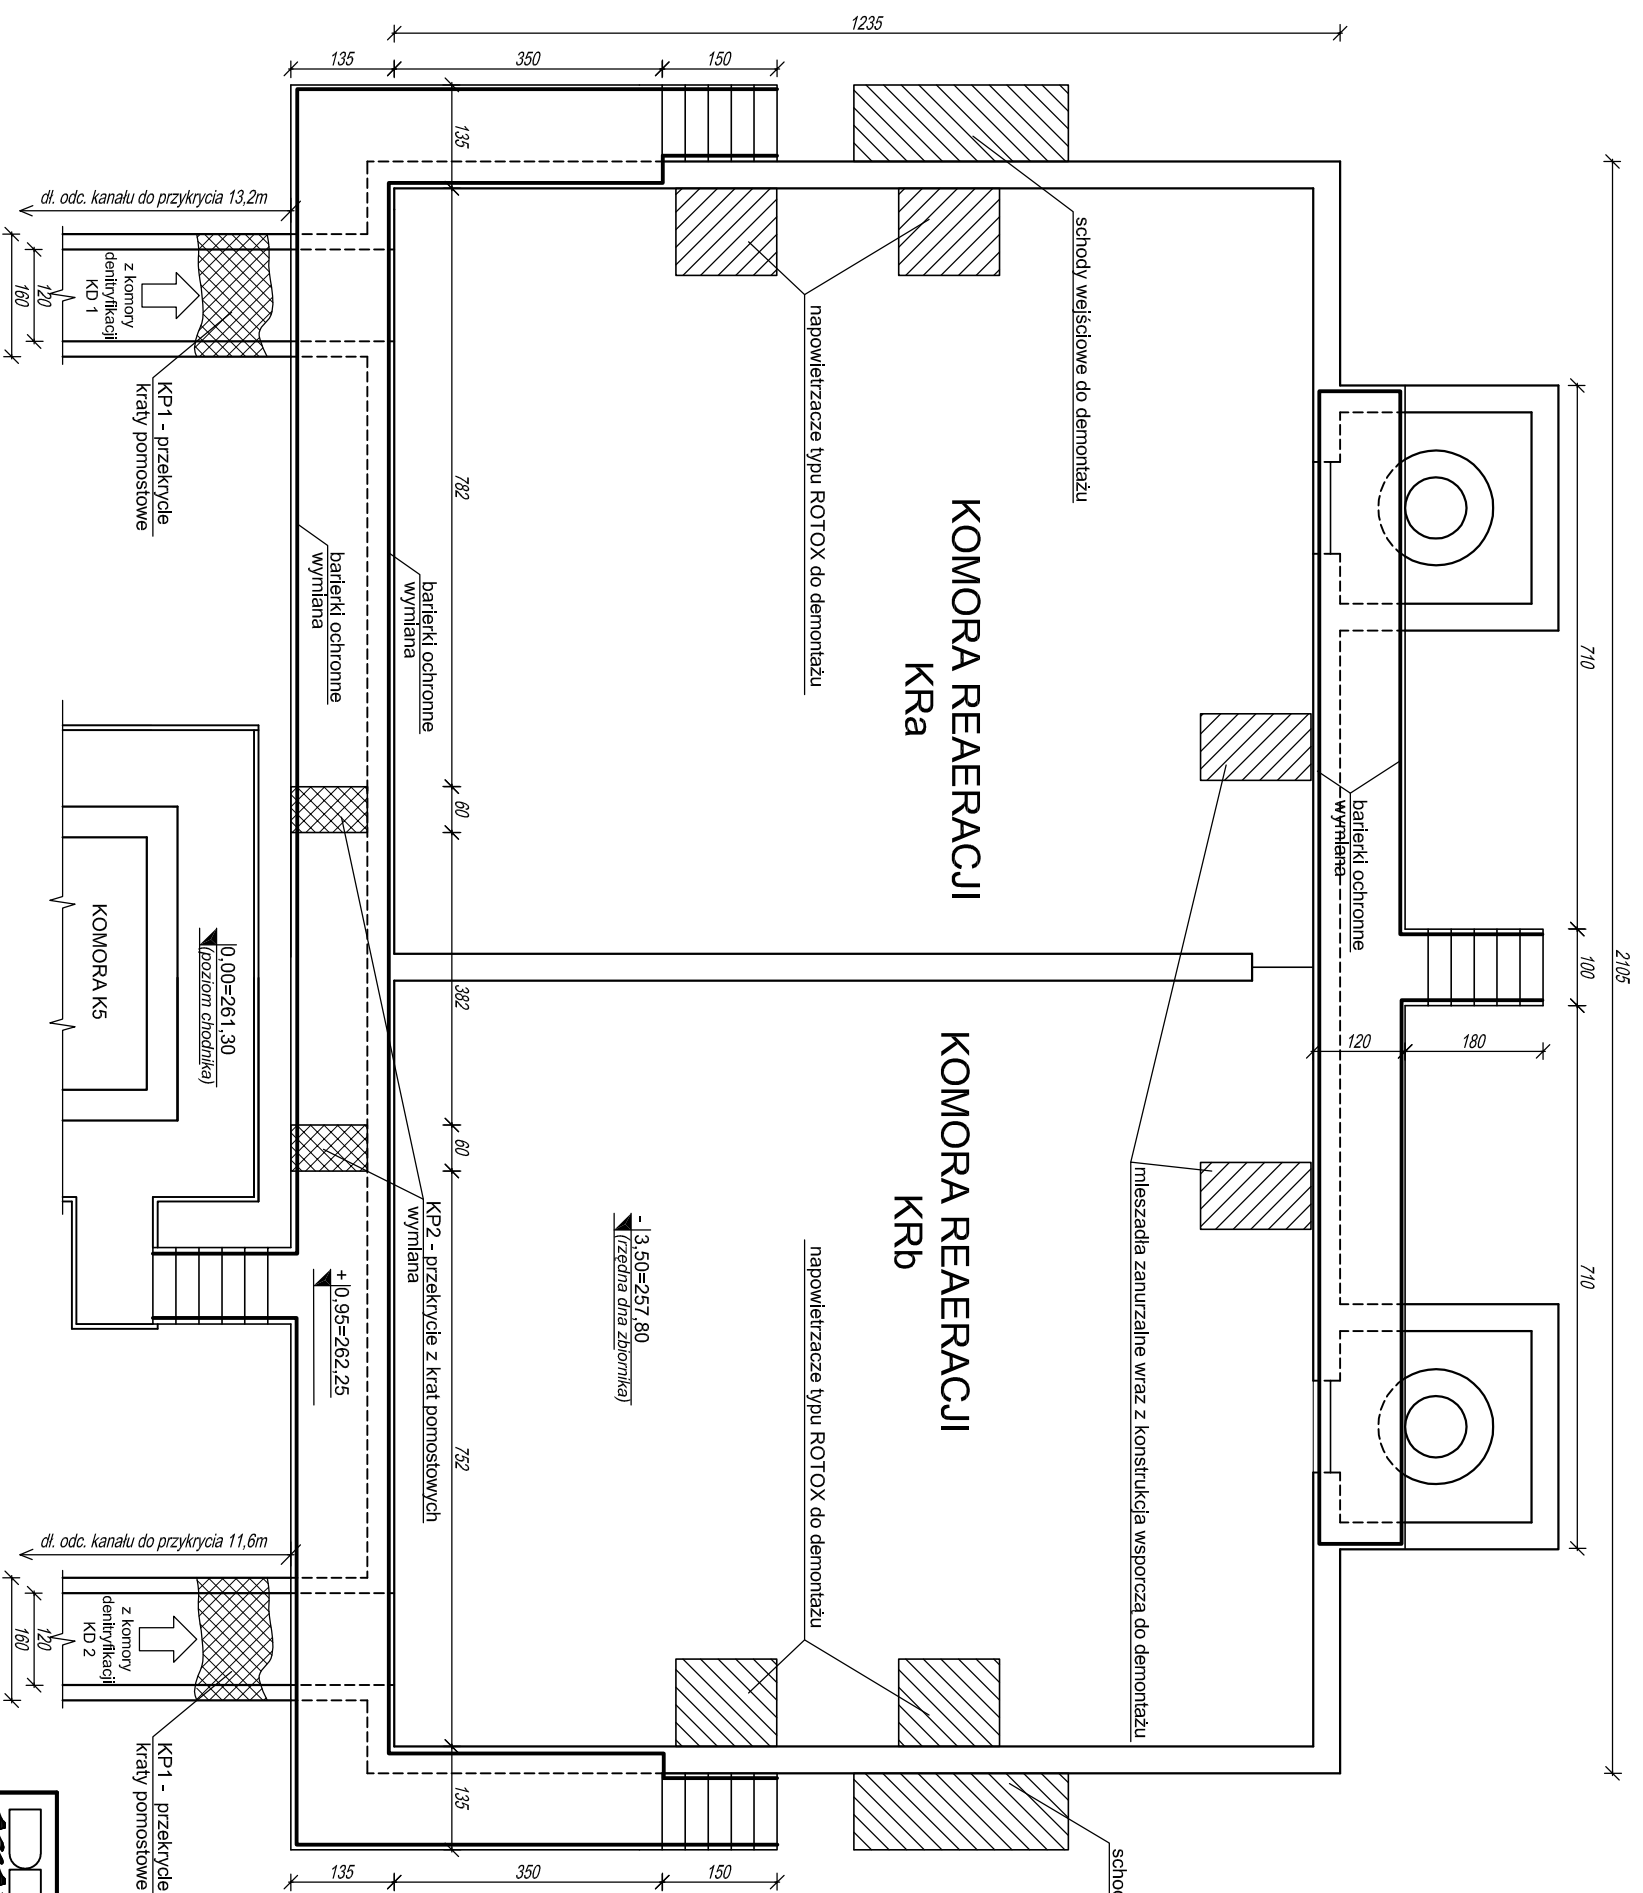 1235
135
350
150
135
782
60
382
60
752
135
2105
710
100
710
120
180
schody wejściowe do demontażu
napowietrzacze typu ROTOX do demontażu
KOMORA REAERACJI
KRa
barierki ochronne
wymiana
mieszadła zanurzalne wraz z konstrukcją wsporczą do demontażu
KOMORA REAERACJI
KRb
napowietrzacze typu ROTOX do demontażu
-3,50=257,80
(rzędna dna zbiornika)
barierki ochronne
wymiana
barierki ochronne
wymiana
KP2 - przekrycie z krat pomostowych
wymiana
+0,95=262,25
0,00=261,30
(poziom chodnika)
KOMORA K5
dł. odc. kanału do przykrycia 13,2m
z komory
denitryfikacji
KD 1
120
160
KP1 - przekrycie
kraty pomostowe
dł. odc. kanału do przykrycia 11,6m
z komory
denitryfikacji
KD 2
120
160
KP1 - przekrycie
kraty pomostowe
135
350
150